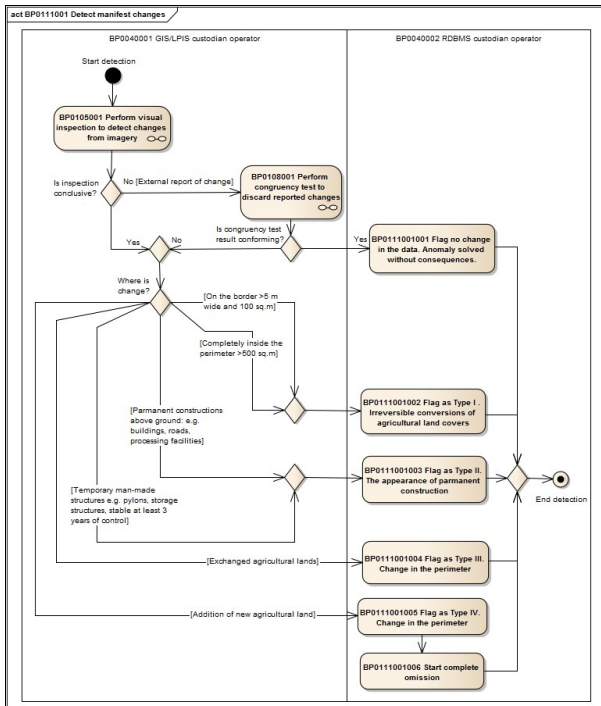 act BP0111001 Detect manifest changes
BP0040001 GIS/LPIS custodian operator
BP0040002 RDBMS custodian operator
Start detection
BP0105001 Perform visual
inspection to detect changes
from imagery
Is inspection
conclusive?
No [External report of change]
BP0108001 Perform
congruency test to
discard reported changes
Is congruency test
result conforming?
Yes
No
Yes
BP0111001001 Flag no change
in the data. Anomaly solved
without consequences.
Where is
change?
[On the border >5 m
wide and 100 sq.m]
[Completely inside the
perimeter >500 sq.m]
BP0111001002 Flag as Type I .
Irreversible conversions of
agricultural land covers
[Parmanent constructions
above ground: e.g.
buildings, roads,
processing facilities]
BP0111001003 Flag as Type II.
The appearance of parmanent
construction
End detection
[Temporary man-made
structures e.g. pylons, storage
structures, stable at least 3
years of control]
[Exchanged agricultural lands]
BP0111001004 Flag as Type III.
Change in the perimeter
[Addition of new agricultural land]
BP0111001005 Flag as Type IV.
Change in the perimeter
BP0111001006 Start complete
omission